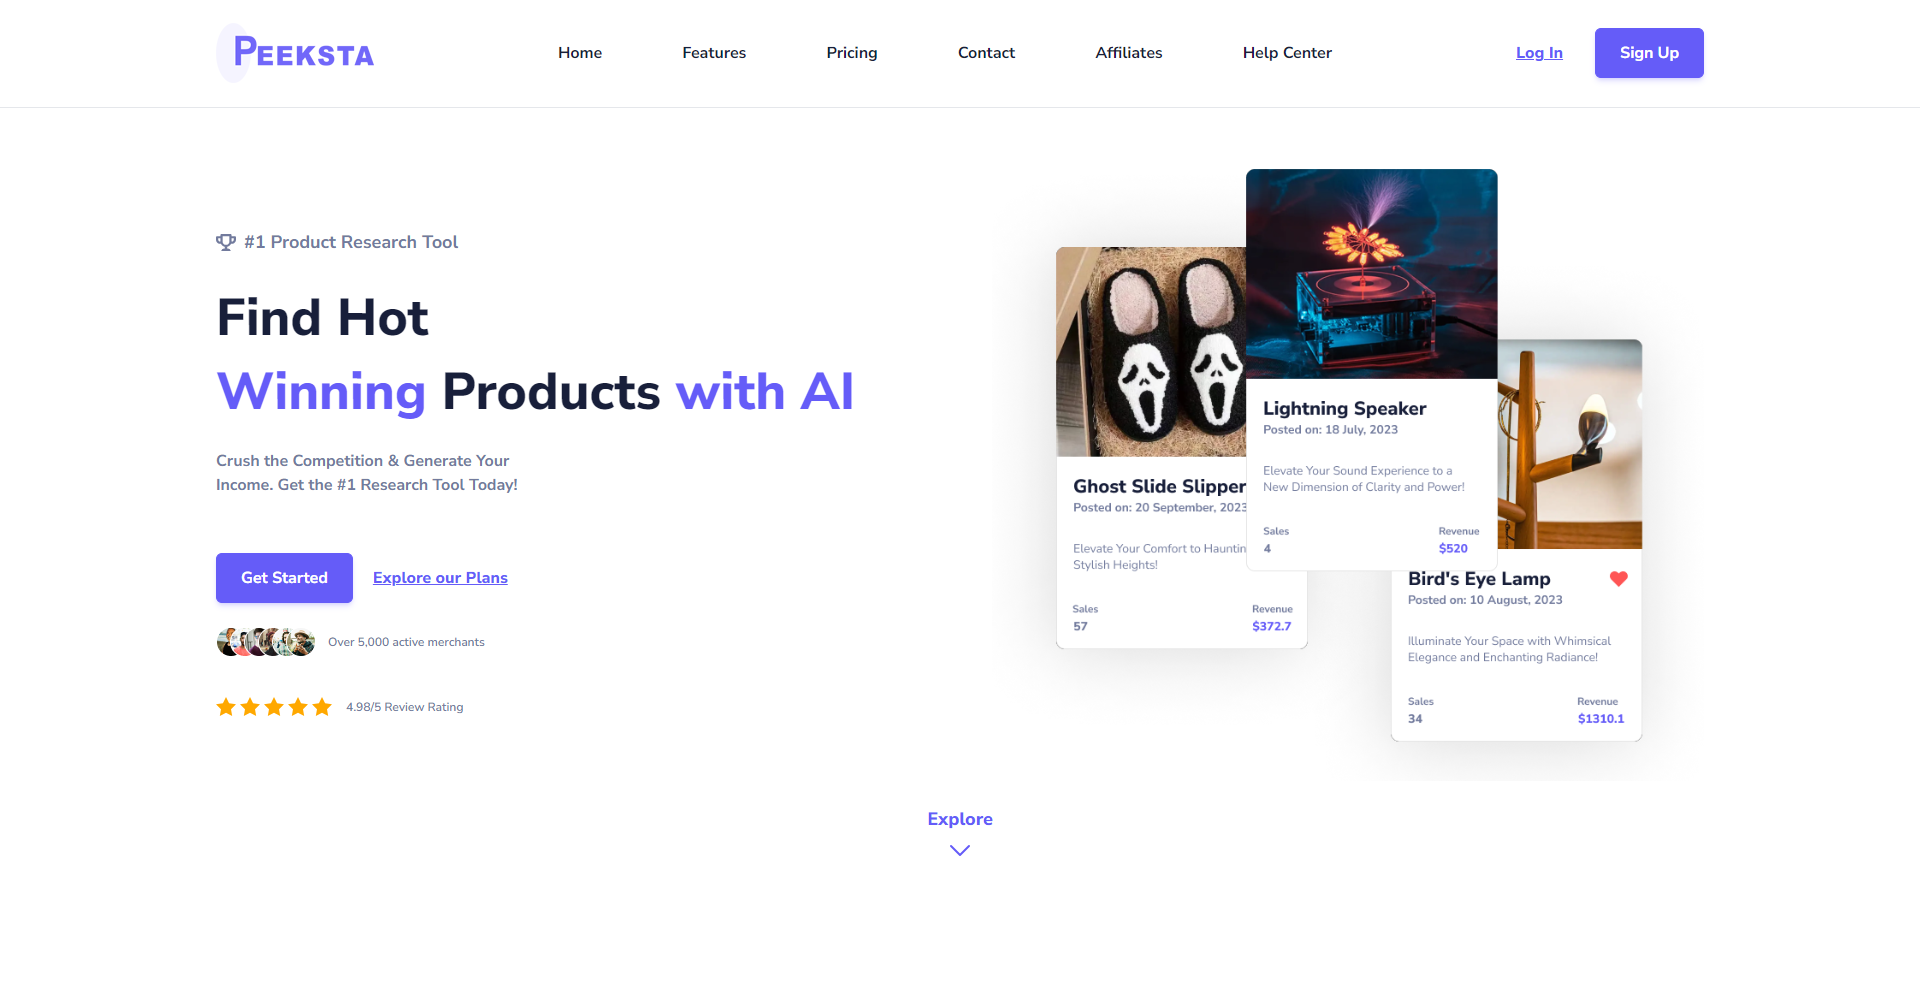 PEEKSTA
Home
Features
Pricing
Contact
Affiliates
Help Center
Log In
Sign Up
#1 Product Research Tool
Find Hot
Winning Products with AI
Crush the Competition & Generate Your
Income. Get the #1 Research Tool Today!
Get Started
Explore our Plans
Over 5,000 active merchants
4.98/5 Review Rating
Ghost Slide Slipper
Posted on: 20 September, 2023
Elevate Your Comfort to Hauntin
Stylish Heights!
Sales
Revenue
57
$372.7
Lightning Speaker
Posted on: 18 July, 2023
Elevate Your Sound Experience to a
New Dimension of Clarity and Power!
Sales
Revenue
4
$520
Bird's Eye Lamp
Posted on: 10 August, 2023
Illuminate Your Space with Whimsical
Elegance and Enchanting Radiance!
Sales
Revenue
34
$1310.1
Explore